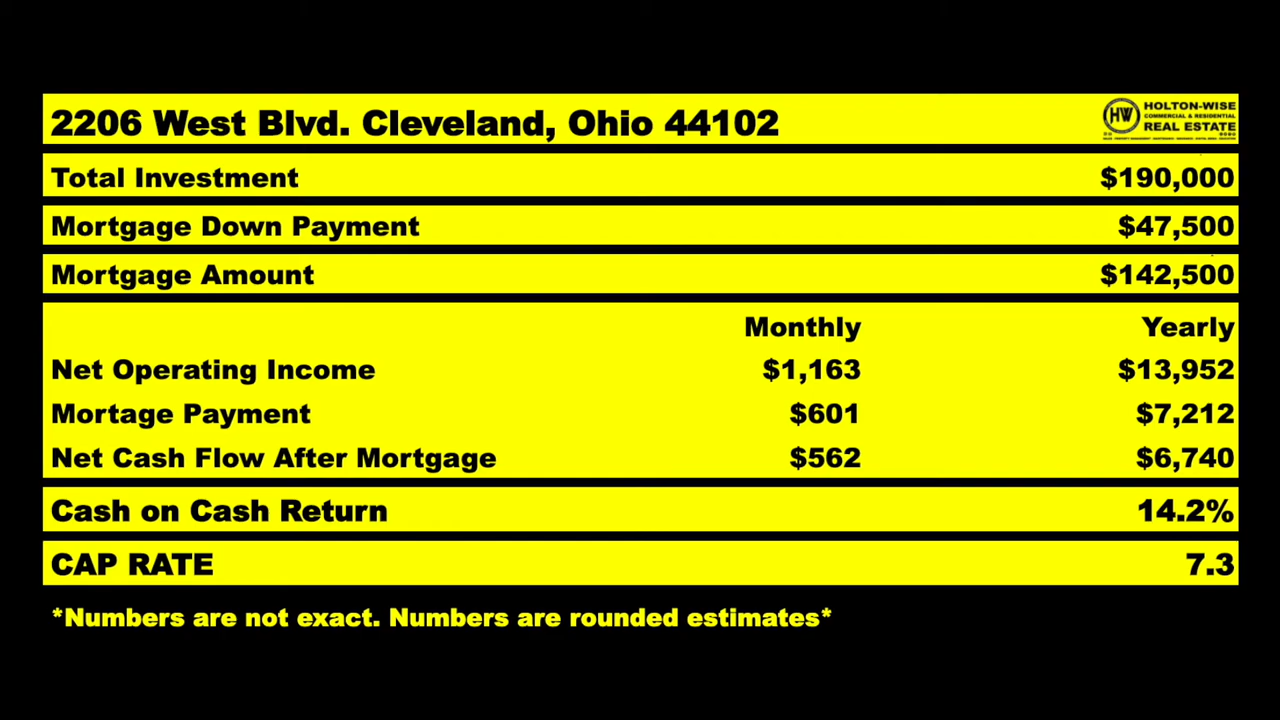 2206 West Blvd. Cleveland, Ohio 44102
HOLTON-WISE
COMMERCIAL & RESIDENTIAL
REAL ESTATE
HW
Total Investment $190,000
Mortgage Down Payment $47,500
Mortgage Amount $142,500
Monthly Yearly
Net Operating Income $1,163 $13,952
Mortage Payment $601 $7,212
Net Cash Flow After Mortgage $562 $6,740
Cash on Cash Return 14.2%
CAP RATE 7.3
*Numbers are not exact. Numbers are rounded estimates*